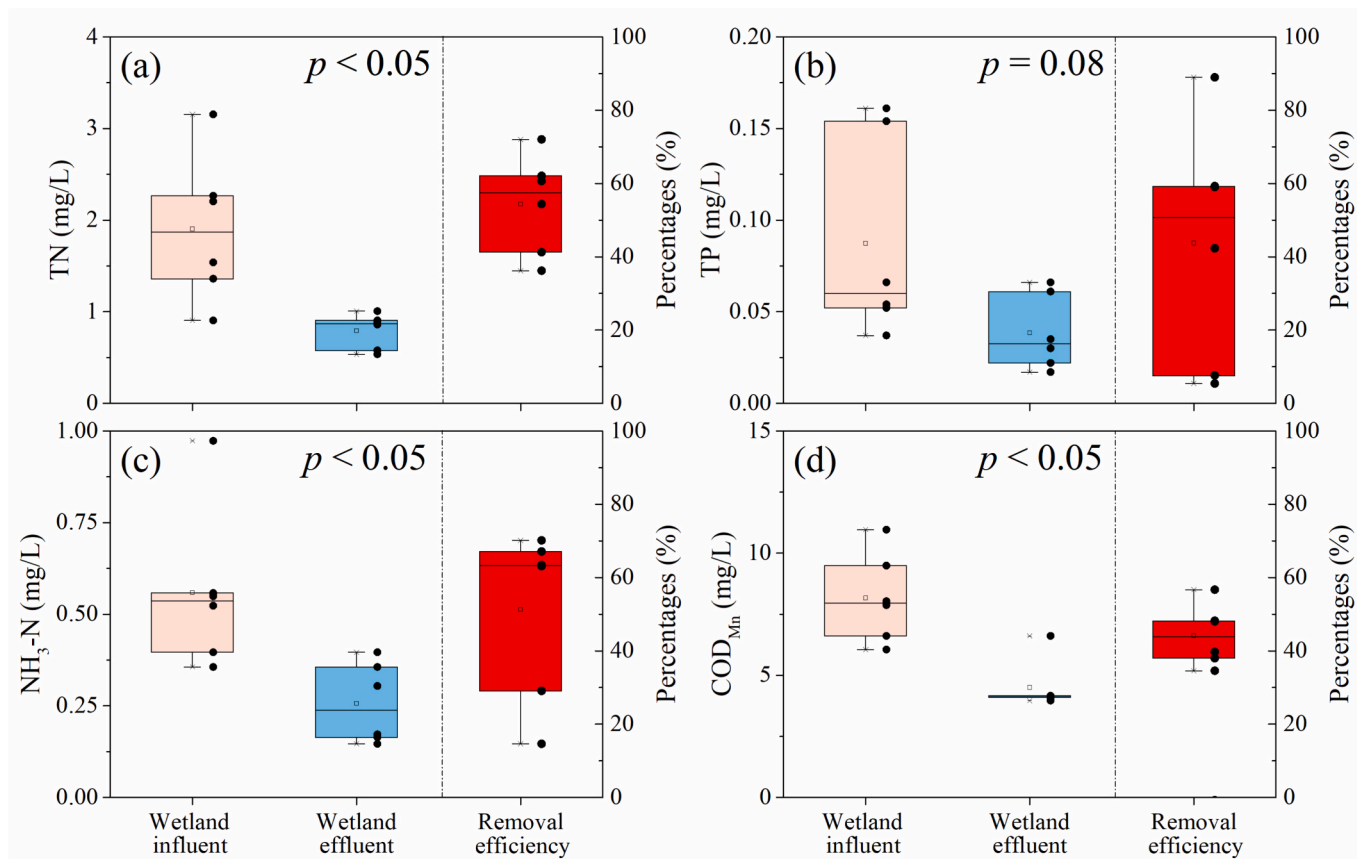 (a)
p < 0.05
TN (mg/L)
4
3
2
1
0
100
80
60
40
20
0
Percentages (%)
(b)
p = 0.08
TP (mg/L)
0.20
0.15
0.10
0.05
0.00
100
80
60
40
20
0
Percentages (%)
(c)
p < 0.05
NH3-N (mg/L)
1.00
0.75
0.50
0.25
0.00
100
80
60
40
20
0
Percentages (%)
Wetland
influent
Wetland
effluent
Removal
efficiency
(d)
p < 0.05
CODMn (mg/L)
15
10
5
0
100
80
60
40
20
0
Percentages (%)
Wetland
influent
Wetland
effluent
Removal
efficiency